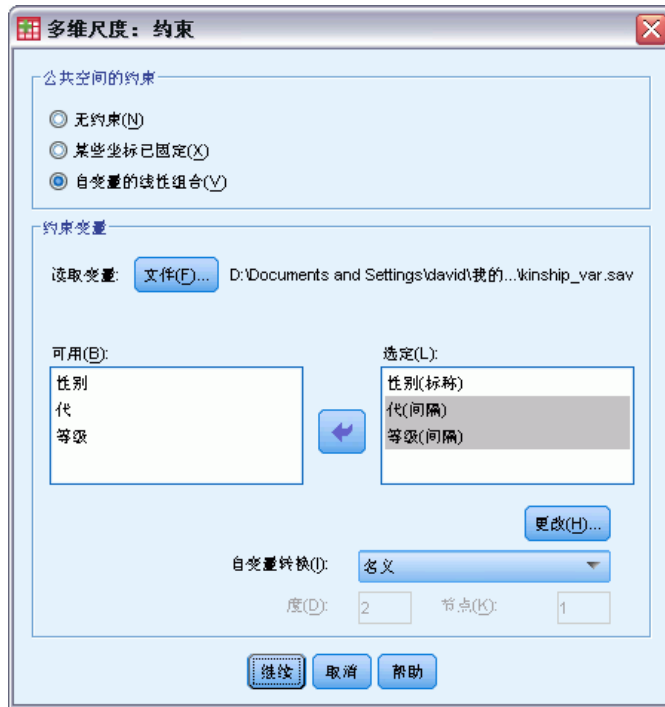 多维尺度：约束
公共空间的约束
无约束(N)
某些坐标已固定(X)
自变量的线性组合(V)
约束变量
读取变量: 文件(F)... D:\Documents and Settings\david\我的...\kinship_var.sav
可用(B):
性别
代
等级
选定(L):
性别(标称)
代(间隔)
等级(间隔)
更改(H)...
自变量转换(I): 名义
度(D): 2 节点(K): 1
继续 取消 帮助